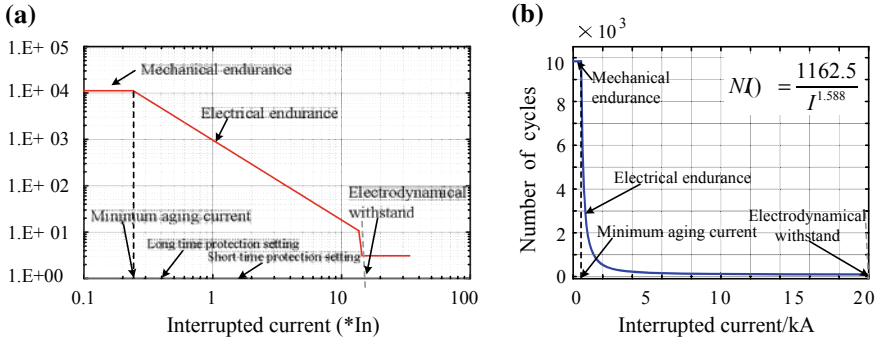 (a)
1.E+ 05
1.E+ 04
1.E+ 03
1.E+ 02
1.E+ 01
1.E+00
Mechanical endurance
Electrical endurance
Electrodynamical
withstand
Minimum aging current
Long time protection setting
Short time protection setting
0.1 1 10 100
Interrupted current (*In)
(b)
× 10³
Number of cycles
10
8
6
4
2
0
Mechanical
endurance
NI() = 1162.5
I^1.588
Electrical endurance
Electrodynamical
withstand
Minimum aging current
0 5 10 15 20
Interrupted current/kA